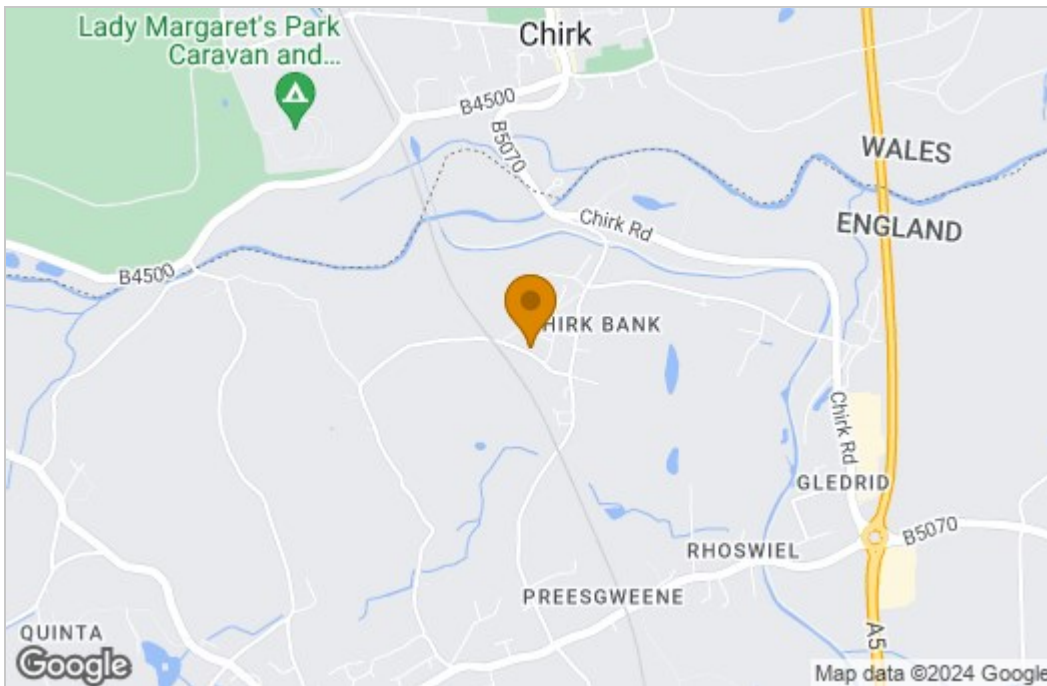 Lady Margaret's Park
Caravan and...
Chirk
B4500
B5070
WALES
ENGLAND
Chirk Rd
B4500
HIRK BANK
Chirk Rd
GLEDRID
B5070
RHOSWIEL
PREESGWEENE
QUINTA
A5
Google
Map data ©2024 Google